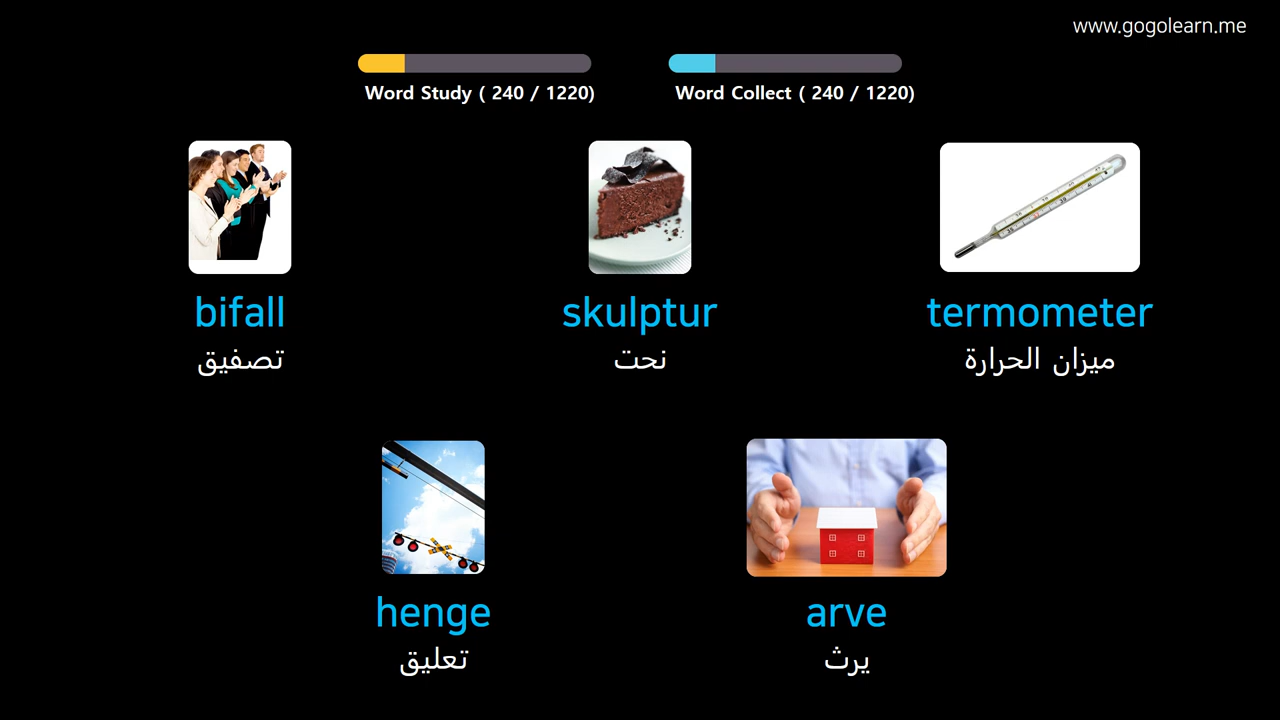 www.gogolearn.me
Word Study ( 240 / 1220)
Word Collect ( 240 / 1220)
bifall
تصفيق
skulptur
نحت
termometer
ميزان الحرارة
henge
تعليق
arve
يرث